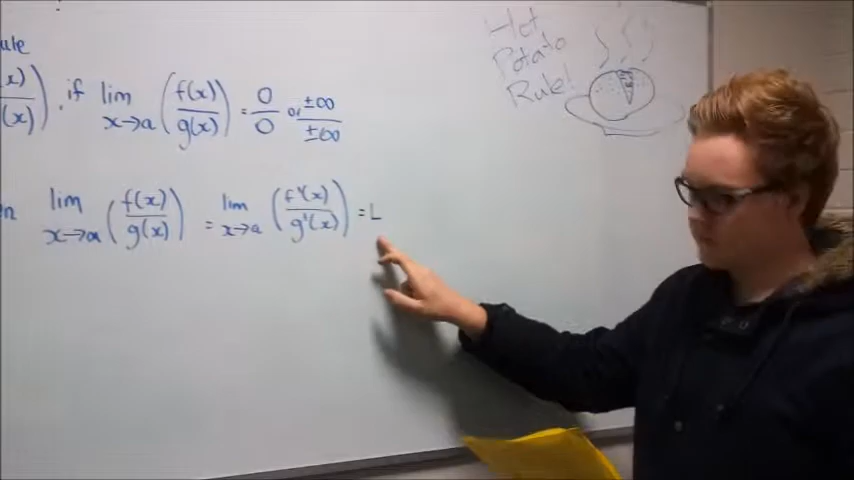 ule
x) / (x) , if lim x→a (f(x)/g(x)) = 0/0 or ±∞/±∞
lim x→a (f(x)/g(x)) = lim x→a (f'(x)/g'(x)) = L
Hot
Potato
Rule!